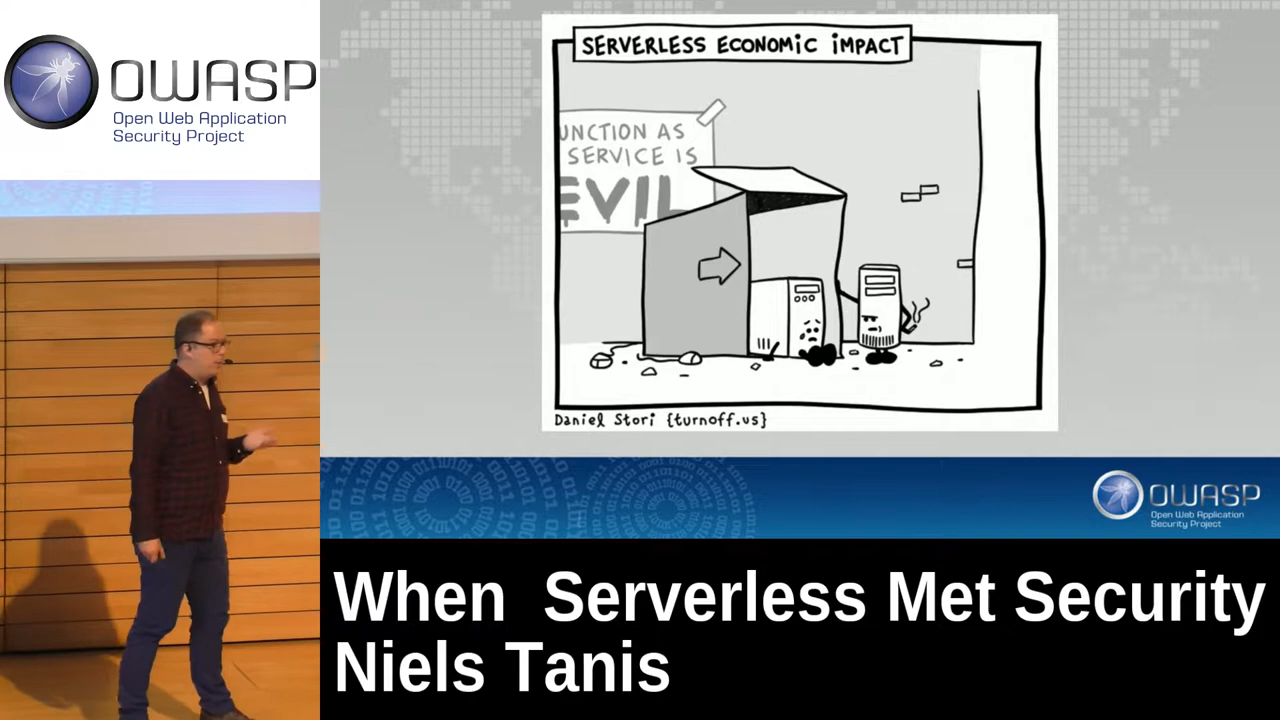 OWASP
Open Web Application
Security Project
SERVERLESS ECONOMIC IMPACT
UNCTION AS
SERVICE IS
EVIL
Daniel Stori {turnoff.us}
OWASP
Open Web Application
Security Project
When Serverless Met Security
Niels Tanis